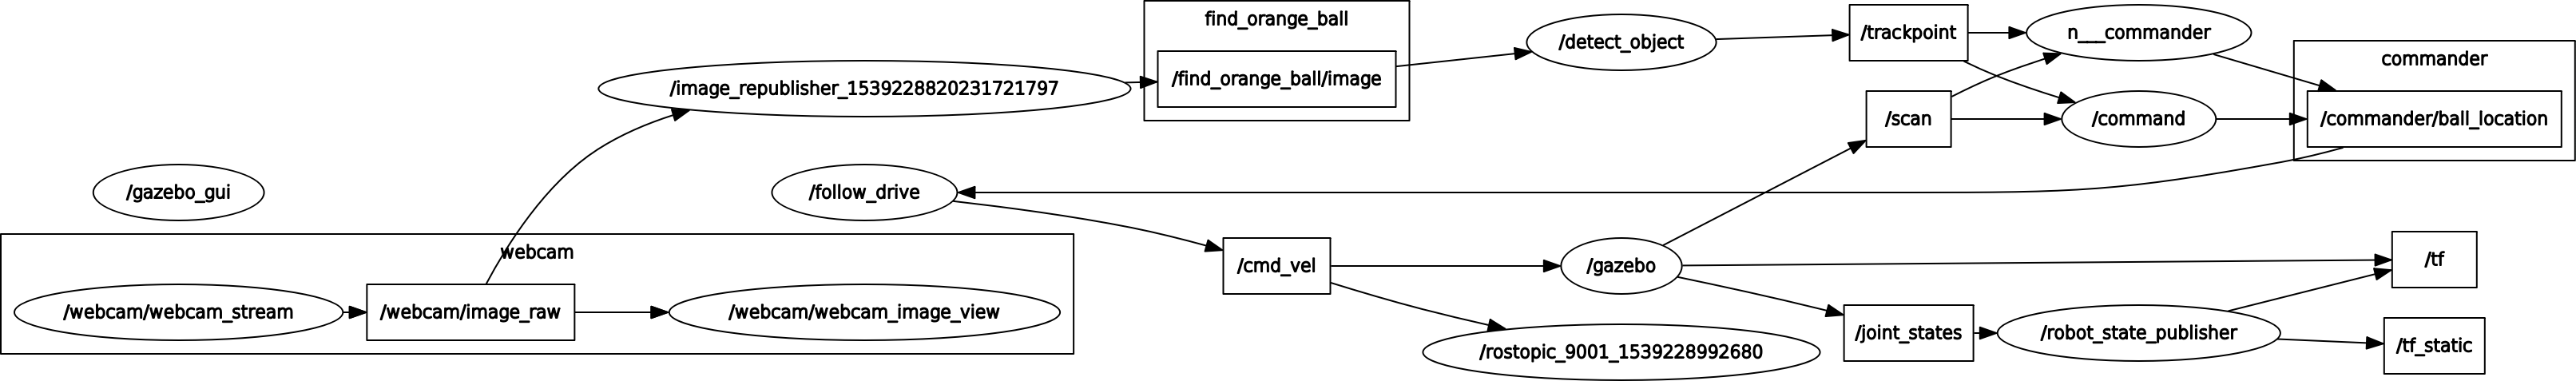 find_orange_ball
/find_orange_ball/image
/image_republisher_1539228820231721797
/detect_object
/trackpoint
n___commander
commander
/commander/ball_location
/scan
/command
/gazebo_gui
/follow_drive
webcam
/webcam/webcam_stream
/webcam/image_raw
/webcam/webcam_image_view
/cmd_vel
/gazebo
/rostopic_9001_1539228992680
/joint_states
/robot_state_publisher
/tf
/tf_static